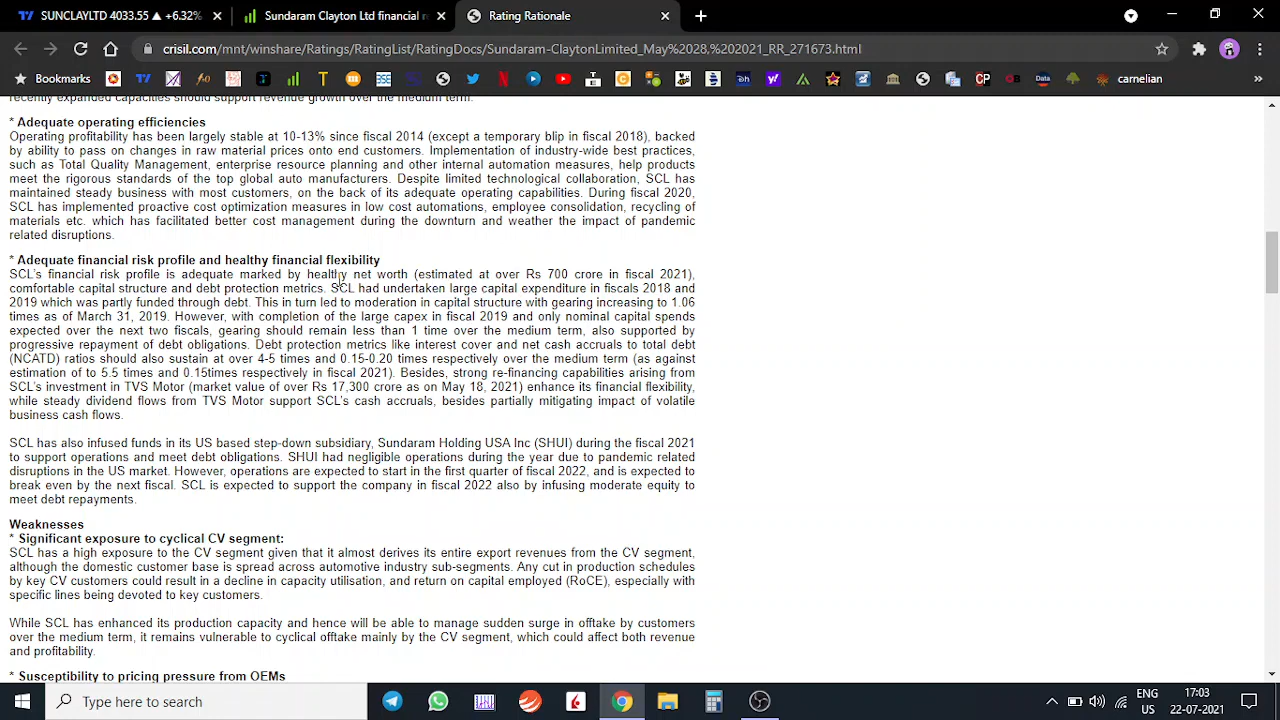 SUNCLAYLTD 4033.55 ▲ +6.32%
Sundaram Clayton Ltd financial r
Rating Rationale
crisil.com/mnt/winshare/Ratings/RatingList/RatingDocs/Sundaram-ClaytonLimited_May%2028,%202021_RR_271673.html
Bookmarks
carnelian
recently expanded capacities should support revenue growth over the medium term.
* Adequate operating efficiencies
Operating profitability has been largely stable at 10-13% since fiscal 2014 (except a temporary blip in fiscal 2018), backed
by ability to pass on changes in raw material prices onto end customers. Implementation of industry-wide best practices,
such as Total Quality Management, enterprise resource planning and other internal automation measures, help products
meet the rigorous standards of the top global auto manufacturers. Despite limited technological collaboration, SCL has
maintained steady business with most customers, on the back of its adequate operating capabilities. During fiscal 2020,
SCL has implemented proactive cost optimization measures in low cost automations, employee consolidation, recycling of
materials etc. which has facilitated better cost management during the downturn and weather the impact of pandemic
related disruptions.
* Adequate financial risk profile and healthy financial flexibility
SCL's financial risk profile is adequate marked by healthy net worth (estimated at over Rs 700 crore in fiscal 2021),
comfortable capital structure and debt protection metrics. SCL had undertaken large capital expenditure in fiscals 2018 and
2019 which was partly funded through debt. This in turn led to moderation in capital structure with gearing increasing to 1.06
times as of March 31, 2019. However, with completion of the large capex in fiscal 2019 and only nominal capital spends
expected over the next two fiscals, gearing should remain less than 1 time over the medium term, also supported by
progressive repayment of debt obligations. Debt protection metrics like interest cover and net cash accruals to total debt
(NCATD) ratios should also sustain at over 4-5 times and 0.15-0.20 times respectively over the medium term (as against
estimation of to 5.5 times and 0.15times respectively in fiscal 2021). Besides, strong re-financing capabilities arising from
SCL's investment in TVS Motor (market value of over Rs 17,300 crore as on May 18, 2021) enhance its financial flexibility,
while steady dividend flows from TVS Motor support SCL's cash accruals, besides partially mitigating impact of volatile
business cash flows.
SCL has also infused funds in its US based step-down subsidiary, Sundaram Holding USA Inc (SHUI) during the fiscal 2021
to support operations and meet debt obligations. SHUI had negligible operations during the year due to pandemic related
disruptions in the US market. However, operations are expected to start in the first quarter of fiscal 2022, and is expected to
break even by the next fiscal. SCL is expected to support the company in fiscal 2022 also by infusing moderate equity to
meet debt repayments.
Weaknesses
* Significant exposure to cyclical CV segment:
SCL has a high exposure to the CV segment given that it almost derives its entire export revenues from the CV segment,
although the domestic customer base is spread across automotive industry sub-segments. Any cut in production schedules
by key CV customers could result in a decline in capacity utilisation, and return on capital employed (RoCE), especially with
specific lines being devoted to key customers.
While SCL has enhanced its production capacity and hence will be able to manage sudden surge in offtake by customers
over the medium term, it remains vulnerable to cyclical offtake mainly by the CV segment, which could affect both revenue
and profitability.
* Susceptibility to pricing pressure from OEMs
Type here to search
ENG
US
17:03
22-07-2021